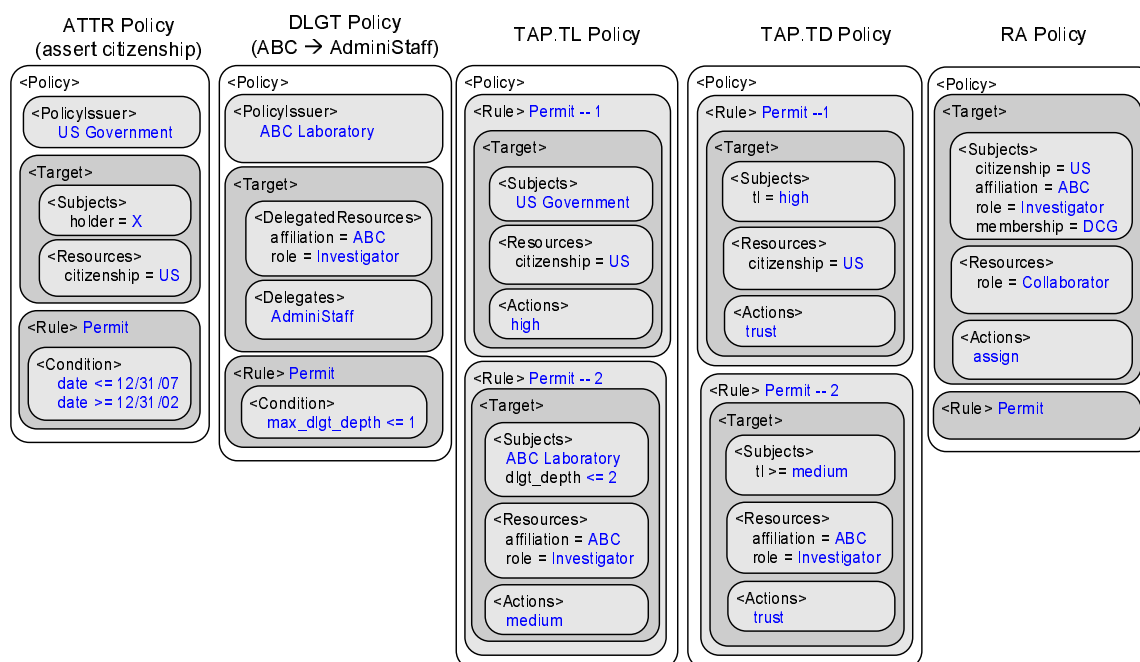 ATTR Policy
(assert citizenship)
<Policy>
<PolicyIssuer>
US Government
<Target>
<Subjects>
holder = X
<Resources>
citizenship = US
<Rule> Permit
<Condition>
date <= 12/31/07
date >= 12/31/02
DLGT Policy
(ABC → AdminiStaff)
<Policy>
<PolicyIssuer>
ABC Laboratory
<Target>
<DelegatedResources>
affiliation = ABC
role = Investigator
<Delegates>
AdminiStaff
<Rule> Permit
<Condition>
max_dlgt_depth <= 1
TAP.TL Policy
<Policy>
<Rule> Permit -- 1
<Target>
<Subjects>
US Government
<Resources>
citizenship = US
<Actions>
high
<Rule> Permit -- 2
<Target>
<Subjects>
ABC Laboratory
dlgt_depth <= 2
<Resources>
affiliation = ABC
role = Investigator
<Actions>
medium
TAP.TD Policy
<Policy>
<Rule> Permit --1
<Target>
<Subjects>
tl = high
<Resources>
citizenship = US
<Actions>
trust
<Rule> Permit -- 2
<Target>
<Subjects>
tl >= medium
<Resources>
affiliation = ABC
role = Investigator
<Actions>
trust
RA Policy
<Policy>
<Target>
<Subjects>
citizenship = US
affiliation = ABC
role = Investigator
membership = DCG
<Resources>
role = Collaborator
<Actions>
assign
<Rule> Permit